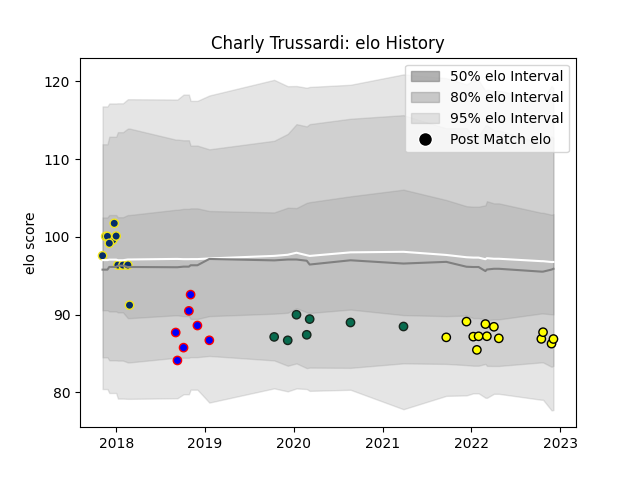 Charly Trussardi: elo History
50% elo Interval
80% elo Interval
95% elo Interval
Post Match elo
elo score
120
110
100
90
80
2018
2019
2020
2021
2022
2023